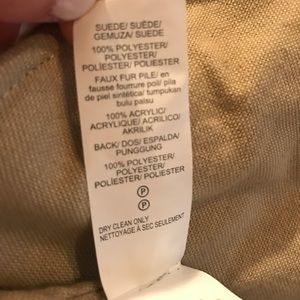 SUEDE/ SUÈDE/
GEMUZA/ SUEDE
100% POLYESTER/
POLYESTER/
POLIÉSTER/ POLIESTER
FAUX FUR PILE/ en
fausse fourrure poil/ pila
de piel sintética/ tumpukan
bulu palsu
100% ACRYLIC/
ACRYLIQUE/ ACRILICO/
AKRILIK
BACK/ DOS/ ESPALDA/
PUNGGUNG
100% POLYESTER/
POLYESTER/
POLIÉSTER/ POLIESTER
P
P
DRY CLEAN ONLY
NETTOYAGE À SEC SEULEMENT